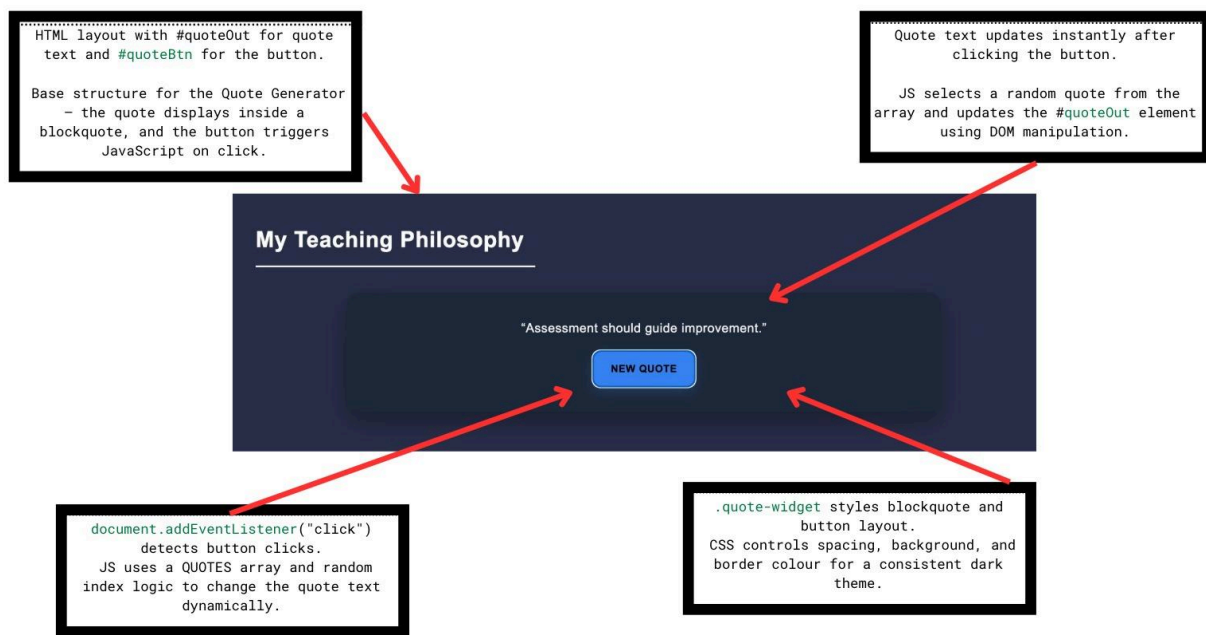 HTML layout with #quoteOut for quote
text and #quoteBtn for the button.
Base structure for the Quote Generator
— the quote displays inside a
blockquote, and the button triggers
JavaScript on click.
Quote text updates instantly after
clicking the button.
JS selects a random quote from the
array and updates the #quoteOut element
using DOM manipulation.
My Teaching Philosophy
“Assessment should guide improvement.”
NEW QUOTE
document.addEventListener("click")
detects button clicks.
JS uses a QUOTES array and random
index logic to change the quote text
dynamically.
.quote-widget styles blockquote and
button layout.
CSS controls spacing, background, and
border colour for a consistent dark
theme.